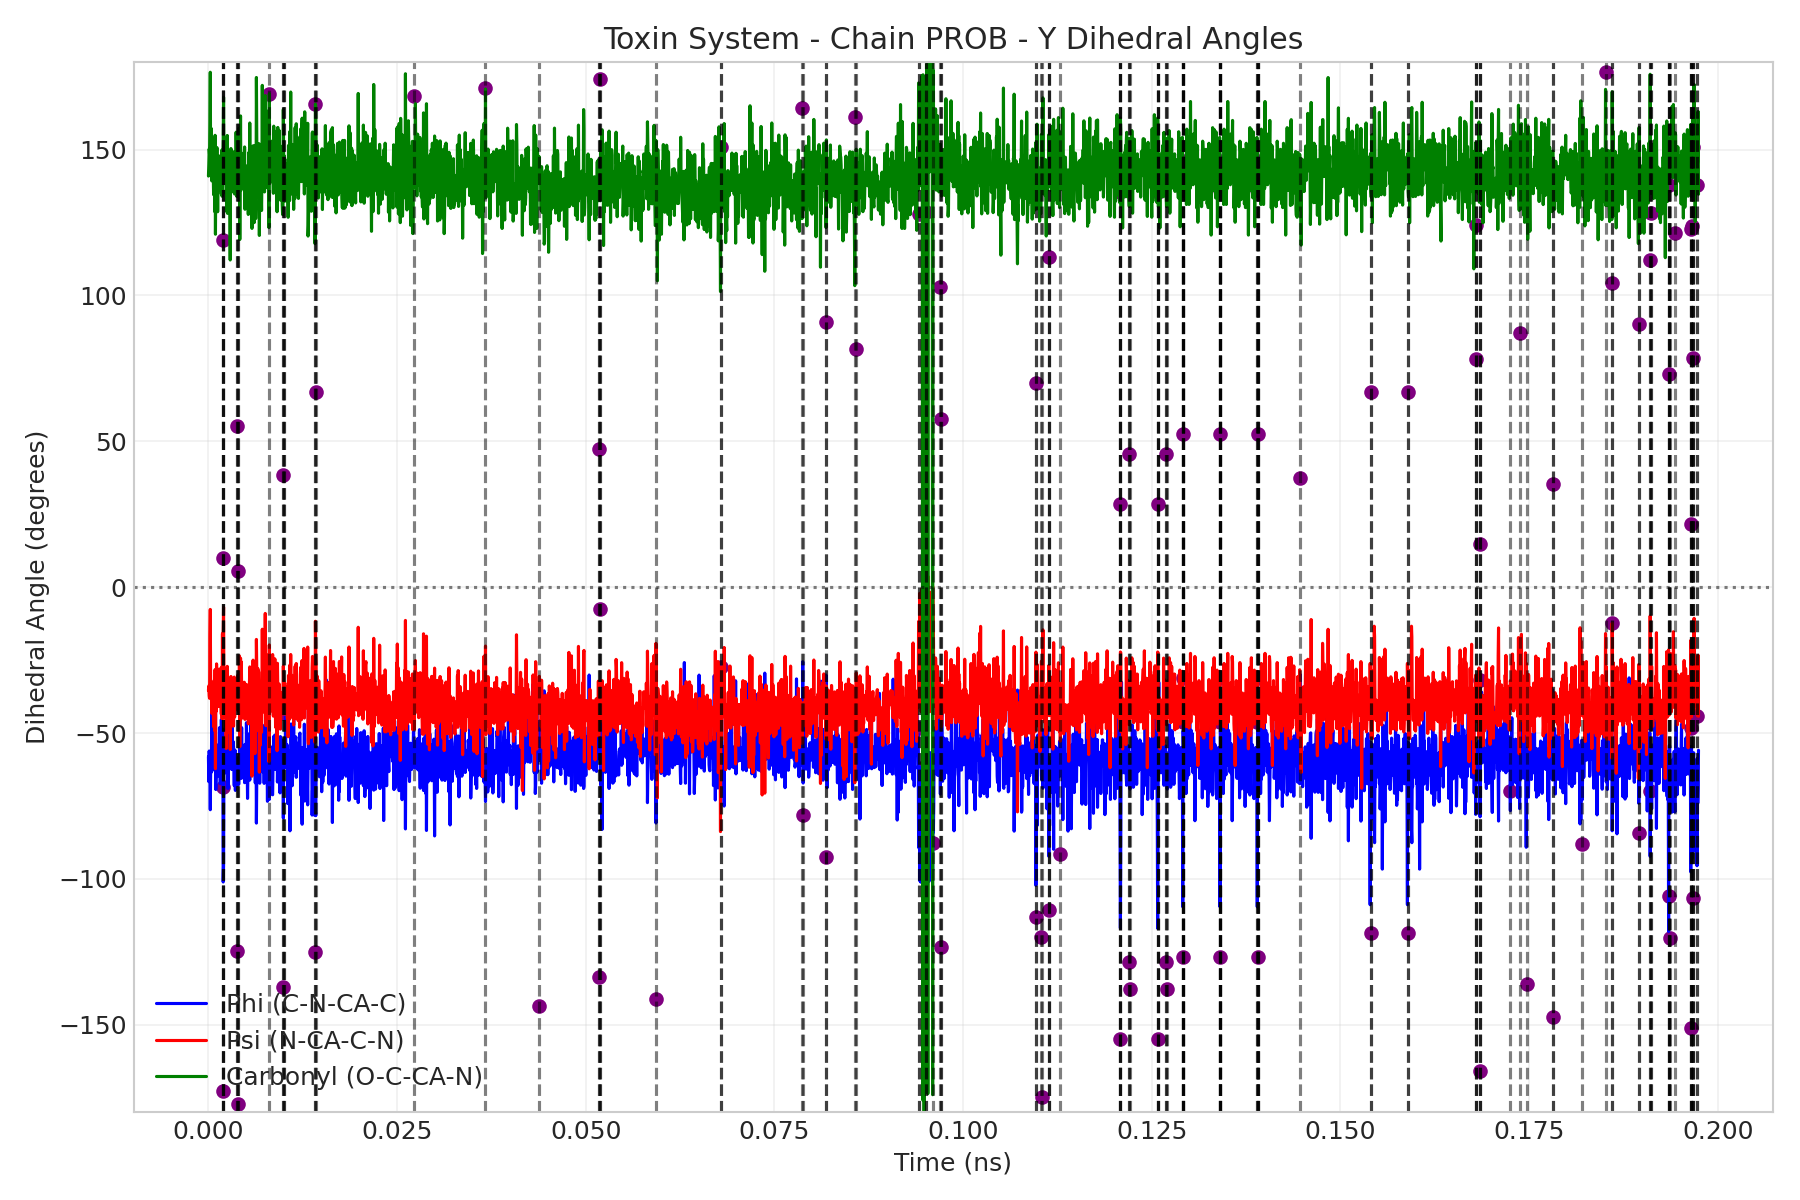 Toxin System - Chain PROB - Y Dihedral Angles
Dihedral Angle (degrees)
150
100
50
0
−50
−100
−150
Phi (C-N-CA-C)
Psi (N-CA-C-N)
Carbonyl (O-C-CA-N)
0.000 0.025 0.050 0.075 0.100 0.125 0.150 0.175 0.200
Time (ns)